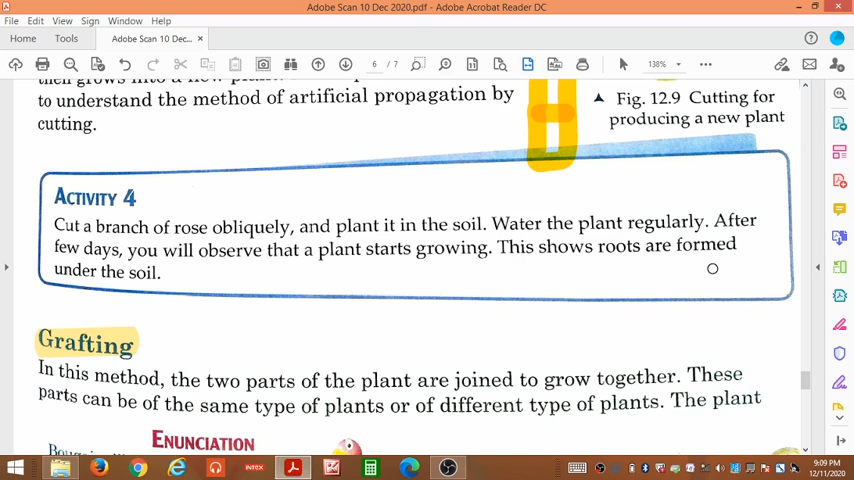 Adobe Scan 10 Dec 2020.pdf - Adobe Acrobat Reader DC
File Edit View Sign Window Help
Home Tools Adobe Scan 10 Dec... × Sign In
6 / 7 138%
to understand the method of artificial propagation by
cutting.
Fig. 12.9 Cutting for
producing a new plant
ACTIVITY 4
Cut a branch of rose obliquely, and plant it in the soil. Water the plant regularly. After
few days, you will observe that a plant starts growing. This shows roots are formed
under the soil.
Grafting
In this method, the two parts of the plant are joined to grow together. These
parts can be of the same type of plants or of different type of plants. The plant
ENUNCIATION
INTEX
9:09 PM
12/11/2020